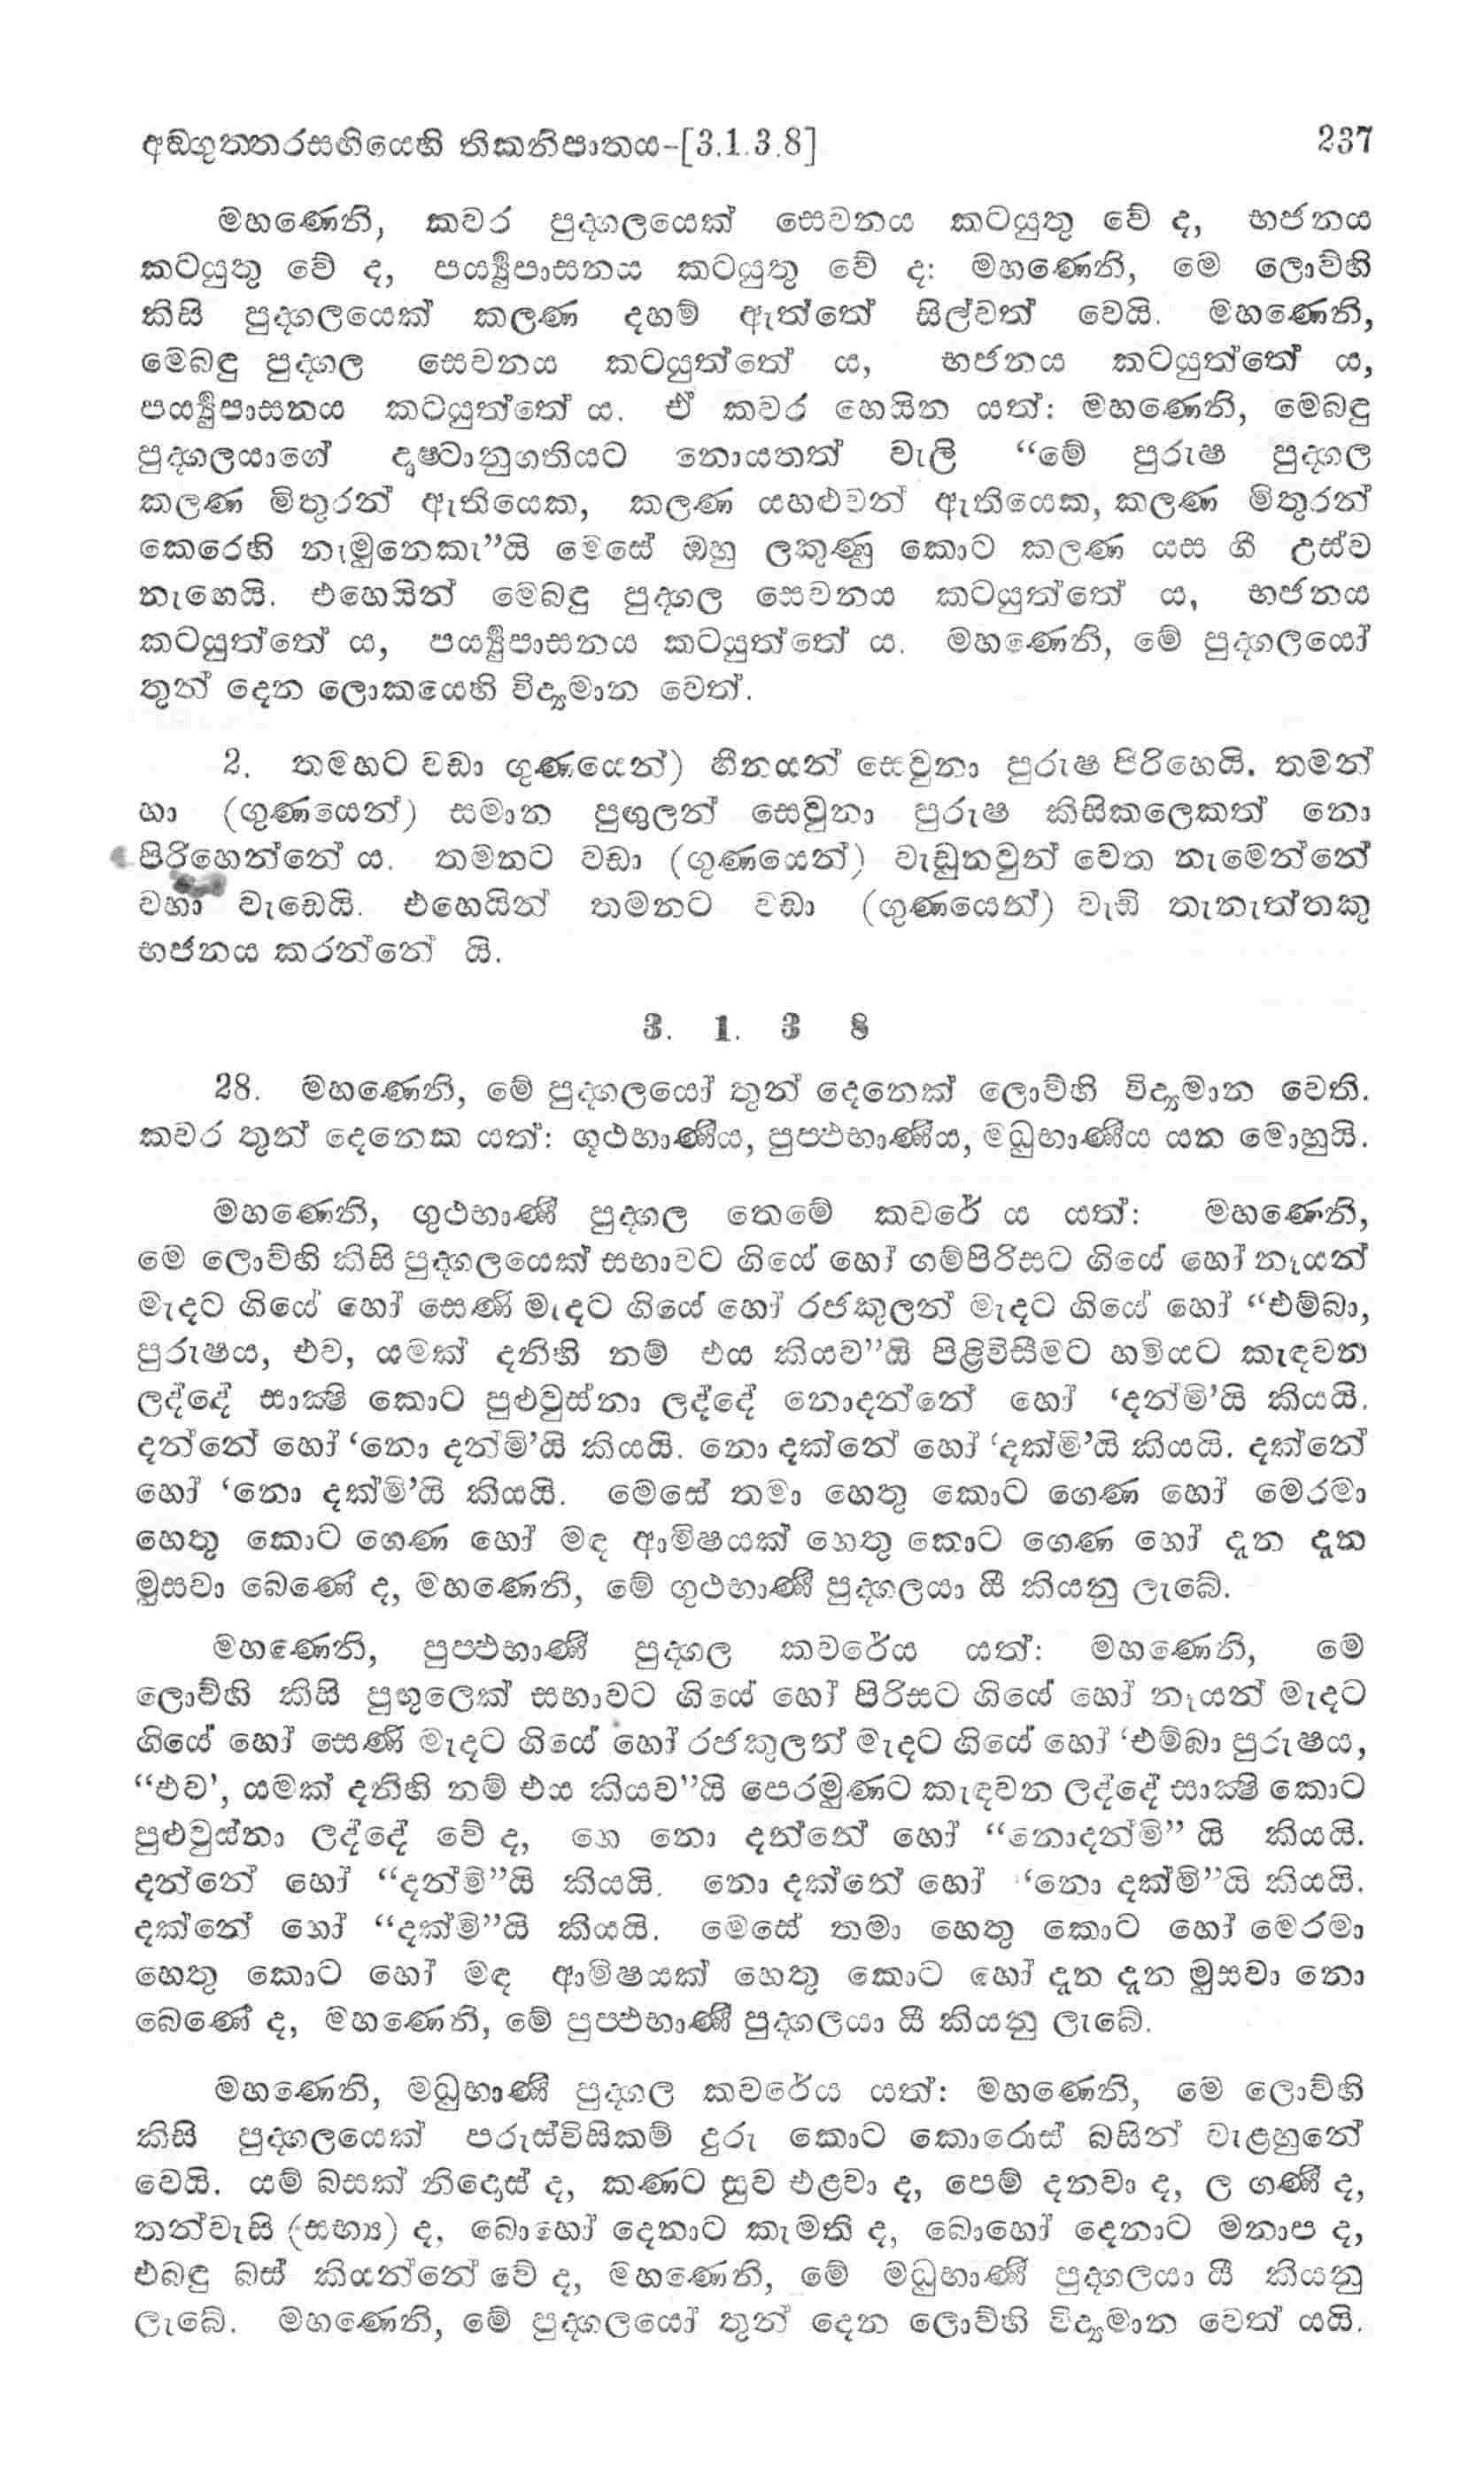 අඞගුත්තරසඟියෙහි තිකනිපාතය-[3.1.3.8] 237
මහණෙනි, කවර පුද්ගලයෙක් සෙවනය කටයුතු වේ ද, භජනය
කටයුතු වේ ද, පර්‍ය්‍යුපාසනය කටයුතු වේ ද: මහණෙනි, මෙ ලොව්හි
කිසි පුද්ගලයෙක් කලණ දහම් ඇත්තේ සිල්වත් වෙයි. මහණෙනි,
මෙබඳු පුද්ගල සෙවනය කටයුත්තේ ය, භජනය කටයුත්තේ ය,
පර්‍ය්‍යුපාසනය කටයුත්තේ ය. ඒ කවර හෙයින යත්: මහණෙනි, මෙබඳු
පුද්ගලයාගේ දෘෂ්ටානුගතියට නොයතත් වැලි “මේ පුරුෂ පුද්ගල
කලණ මිතුරන් ඇතියෙක, කලණ යහළුවන් ඇතියෙක, කලණ මිතුරන්
කෙරෙහි නැමුනෙකැ”යි මෙසේ ඔහු ලකුණු කොට කලණ යස ගී උස්ව
නැඟෙයි. එහෙයින් මෙබඳු පුද්ගල සෙවනය කටයුත්තේ ය, භජනය
කටයුත්තේ ය, පර්‍ය්‍යුපාසනය කටයුත්තේ ය. මහණෙනි, මේ පුද්ගලයෝ
තුන් දෙන ලොකයෙහි විද්‍යමාන වෙත්.
2. තමහට වඩා ගුණයෙන්) හීනයන් සෙවුනා පුරුෂ පිරිහෙයි. තමන්
හා (ගුණයෙන්) සමාන පුඟුලන් සෙවුනා පුරුෂ කිසිකලෙකත් නො
පිරිහෙන්නේ ය. තමනට වඩා (ගුණයෙන්) වැඩුනවුන් වෙත නැමෙන්නේ
වහා වැඩෙයි. එහෙයින් තමනට වඩා (ගුණයෙන්) වැඩි තැනැත්තකු
භජනය කරන්නේ යි.
3. 1. 3 8
28. මහණෙනි, මේ පුද්ගලයෝ තුන් දෙනෙක් ලොව්හි විද්‍යමාන වෙති.
කවර තුන් දෙනෙක යත්: ගූථභාණීය, පුප්ඵභාණීය, මධුභාණීය යන මොහුයි.
මහණෙනි, ගූථභාණී පුද්ගල තෙමේ කවරේ ය යත්: මහණෙනි,
මෙ ලොව්හි කිසි පුද්ගලයෙක් සභාවට ගියේ හෝ ගම්පිරිසට ගියේ හෝ නෑයන්
මැදට ගියේ හෝ සෙණි මැදට ගියේ හෝ රජකුලන් මැදට ගියේ හෝ “එම්බා,
පුරුෂය, එව, යමක් දනිහි නම් එය කියව”යි පිළිවිසීමට හමියට කැඳවන
ලද්දේ සාක්‍ෂි කොට පුළුවුස්නා ලද්දේ නොදන්නේ හෝ ‘දන්මි’යි කියයි.
දන්නේ හෝ ‘නො දන්මි’යි කියයි. නො දක්නේ හෝ ‘දක්මි’යි කියයි. දක්නේ
හෝ ‘නො දක්මි’යි කියයි. මෙසේ තමා හෙතු කොට ගෙණ හෝ මෙරමා
හෙතු කොට ගෙණ හෝ මඳ ආමිෂයක් හෙතු කොට ගෙණ හෝ දැන දැන
මුසවා බෙණේ ද, මහණෙනි, මේ ගූථභාණී පුද්ගලයා යි කියනු ලැබේ.
මහණෙනි, පුප්ඵභාණී පුද්ගල කවරේය යත්: මහණෙනි, මෙ
ලොව්හි කිසි පුඟුලෙක් සභාවට ගියේ හෝ පිරිසට ගියේ හෝ නෑයන් මැදට
ගියේ හෝ සෙණි මැදට ගියේ හෝ රජකුලන් මැදට ගියේ හෝ ‘එම්බා පුරුෂය,
“එව’, යමක් දනිහි නම් එය කියව”යි පෙරමුණට කැඳවන ලද්දේ සාක්‍ෂි කොට
පුළුවුස්නා ලද්දේ වේ ද, හෙ නො දන්නේ හෝ “නොදන්මි” යි කියයි.
දන්නේ හෝ “දන්මි”යි කියයි. නො දක්නේ හෝ ‘නො දක්මි”යි කියයි.
දක්නේ හෝ “දක්මි”යි කියයි. මෙසේ තමා හෙතු කොට හෝ මෙරමා
හෙතු කොට හෝ මඳ ආමිෂයක් හෙතු කොට හෝ දැන දැන මුසවා නො
බෙණේ ද, මහණෙනි, මේ පුප්ඵභාණී පුද්ගලයා යි කියනු ලැබේ.
මහණෙනි, මධුභාණී පුද්ගල කවරේය යත්: මහණෙනි, මෙ ලොව්හි
කිසි පුද්ගලයෙක් පරුස්විසිකම් දුරු කොට කොරොස් බසින් වැළහුනේ
වෙයි. යම් බසක් නිදොස් ද, කණට සුව එළවා ද, පෙම් දනවා ද, ල ගණී ද,
තන්වැසි (සභ්‍ය) ද, බොහෝ දෙනාට කැමති ද, බොහෝ දෙනාට මනාප ද,
එබඳු බස් කියන්නේ වේ ද, මහණෙනි, මේ මධුභාණී පුද්ගලයා යි කියනු
ලැබේ. මහණෙනි, මේ පුද්ගලයෝ තුන් දෙන ලොව්හි විද්‍යමාන වෙත් යයි.